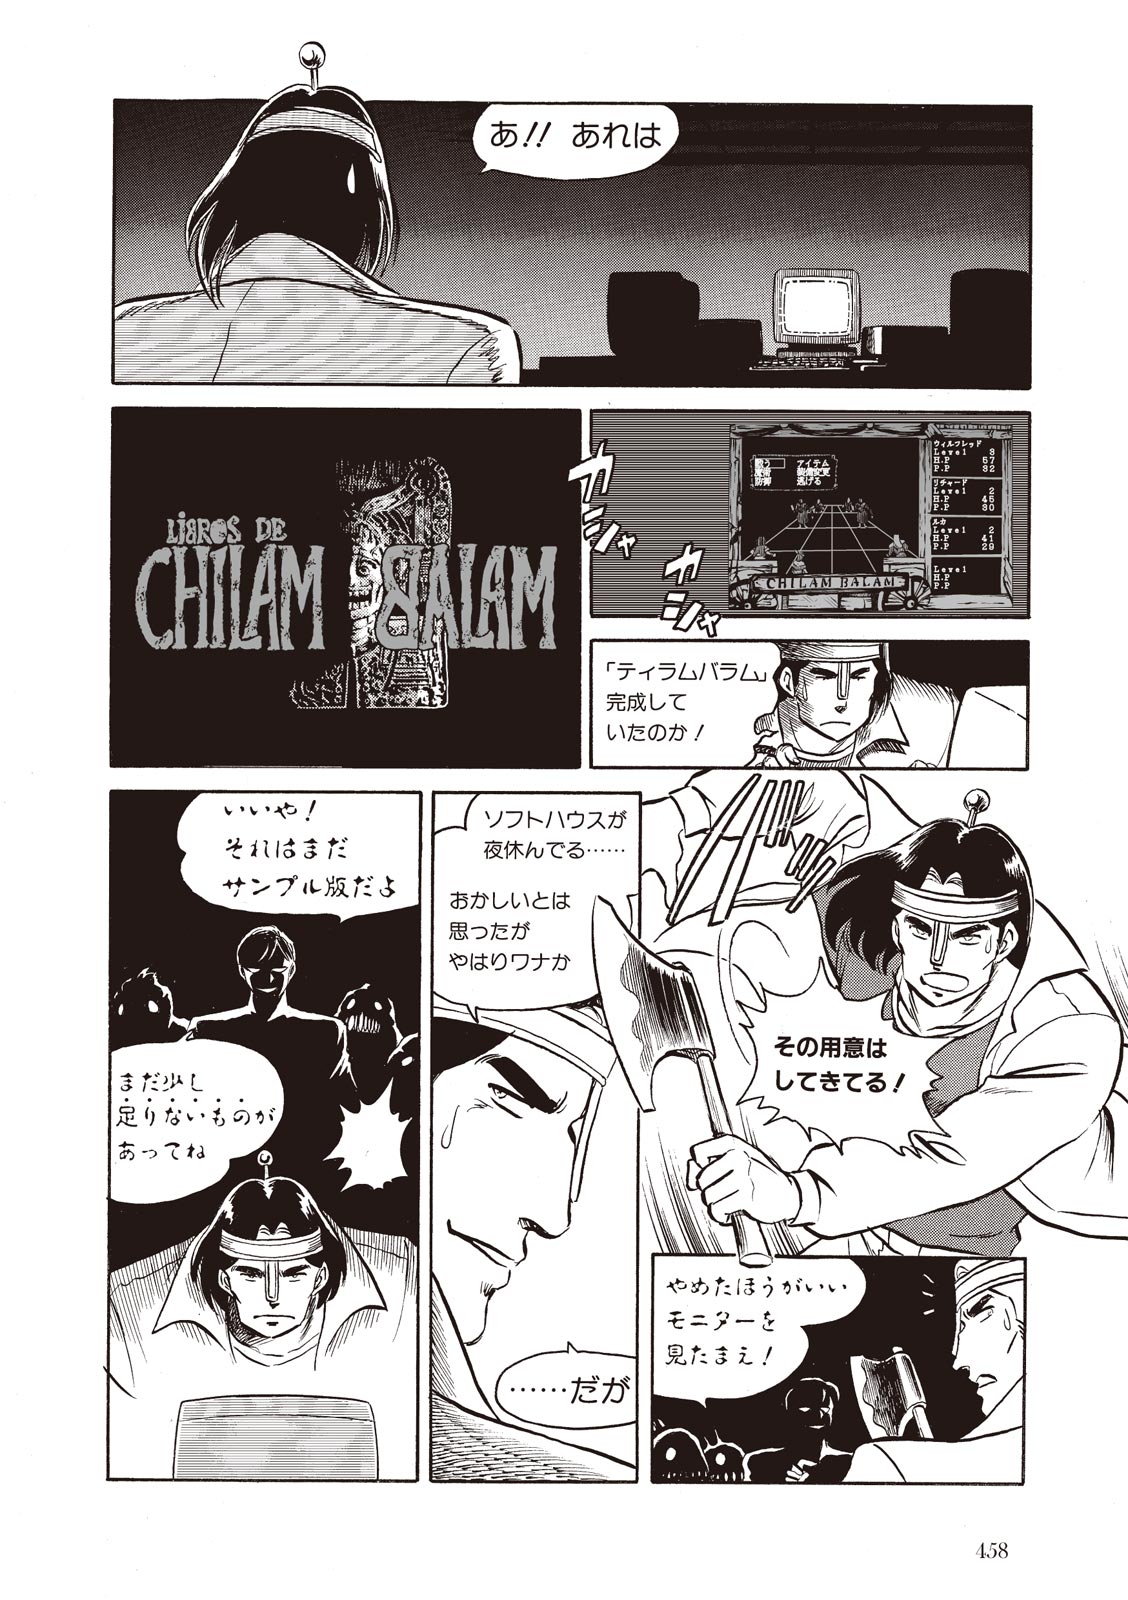 あ!! あれは
LIBROS DE
CHILAM BALAM
カシャ
カシャ
戦う アイテム
魔術 装備変更
防御 逃げる
ウィルフレッド
Level 3
H.P 57
P.P 32
リチャード
Level 2
H.P 45
P.P 30
ルカ
Level 2
H.P 41
P.P 29
Level
H.P
P.P
CHILAM BALAM
「ティラムバラム」
完成して
いたのか!
いいや!
それはまだ
サンプル版だよ
まだ少し
足りないものが
あってね
ソフトハウスが
夜休んでる……
おかしいとは
思ったが
やはりワナか
……だが
その用意は
してきてる!
やめたほうがいい
モニターを
見たまえ!
458